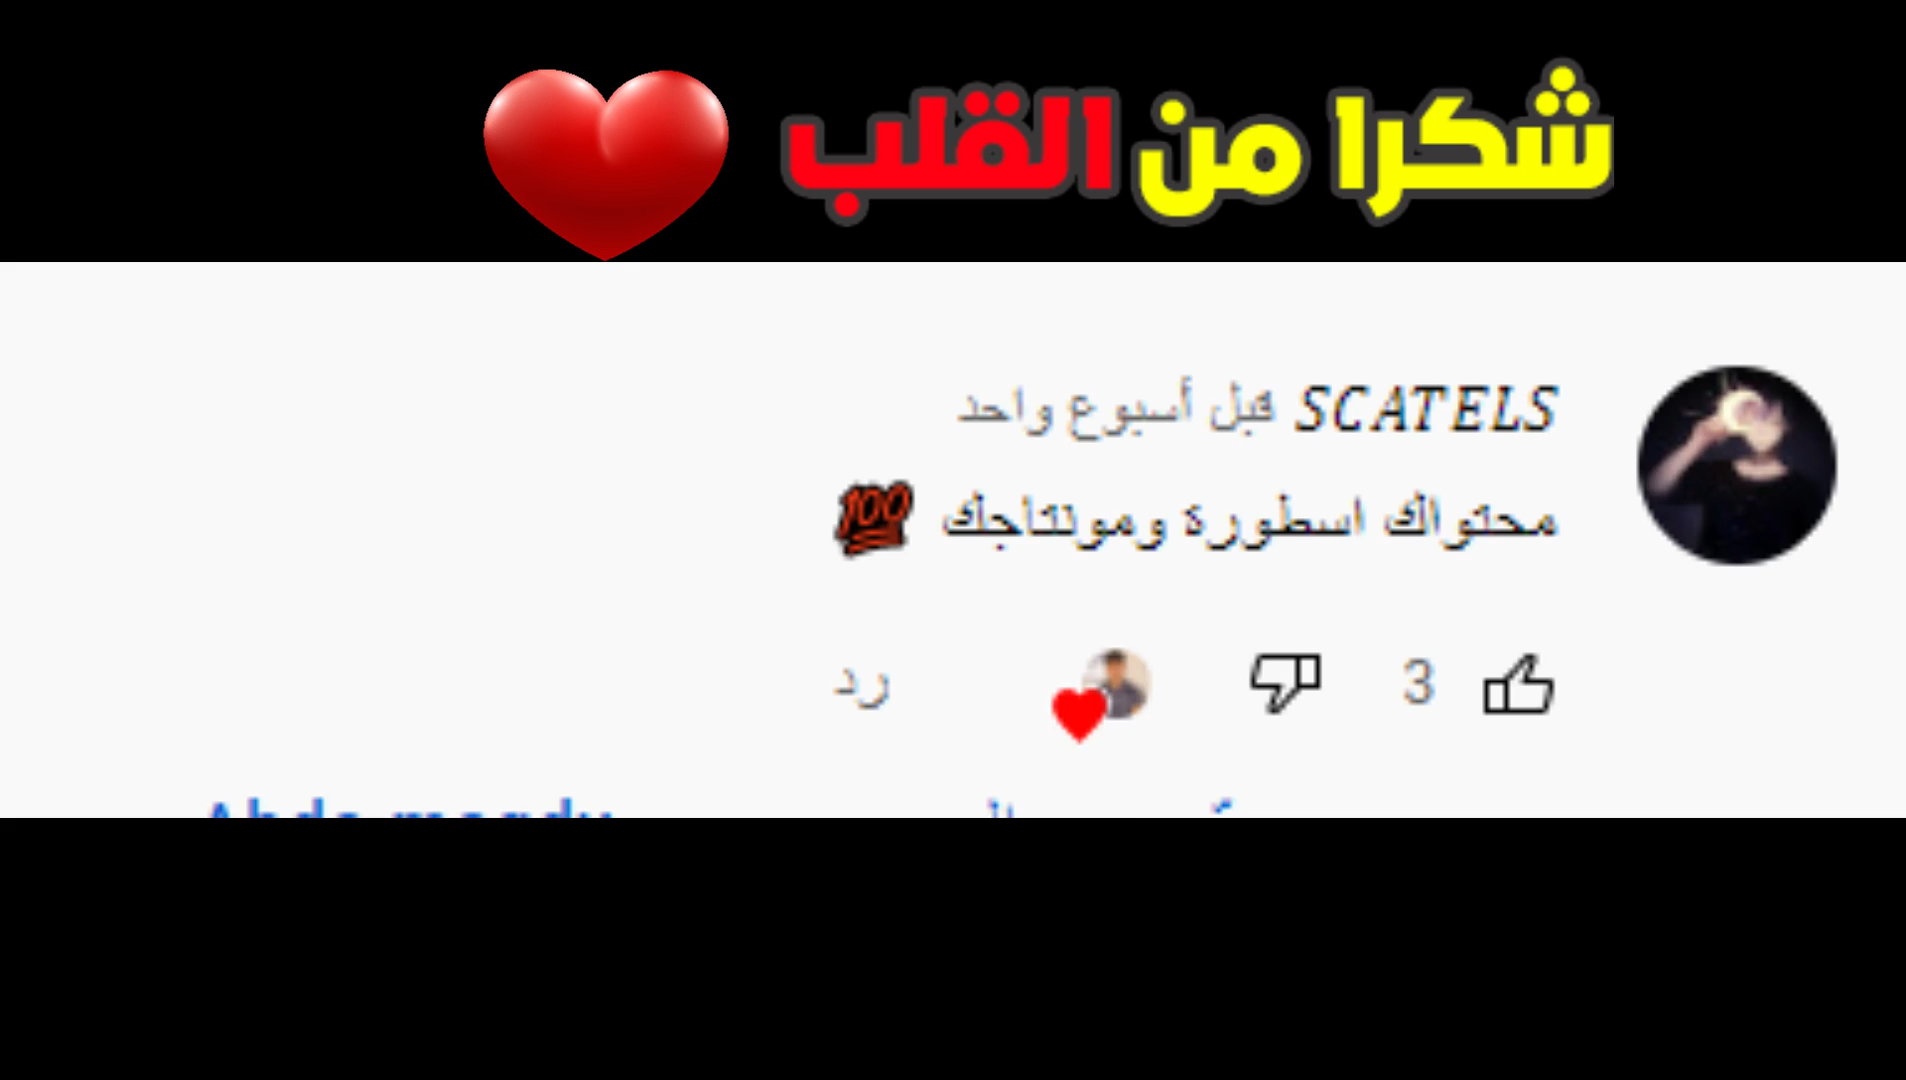 شكرا من القلب
SCATELS قبل أسبوع واحد
محتواك اسطورة ومونتاجك 💯
3 رد